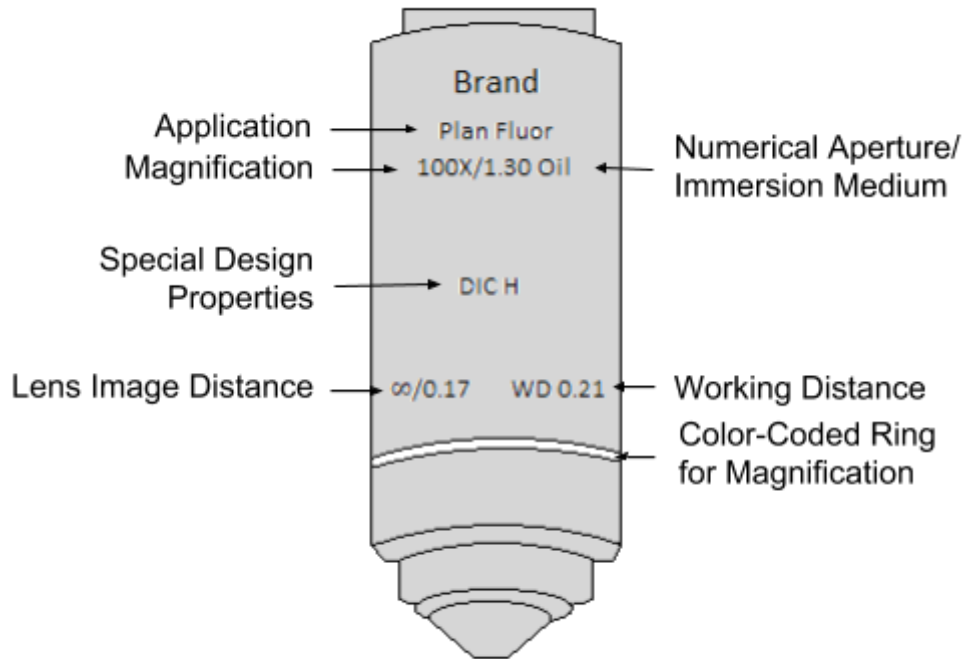 Brand
Application
Plan Fluor
Magnification
100X/1.30 Oil
Numerical Aperture/
Immersion Medium
Special Design
Properties
DIC H
Lens Image Distance
∞/0.17
WD 0.21
Working Distance
Color-Coded Ring
for Magnification